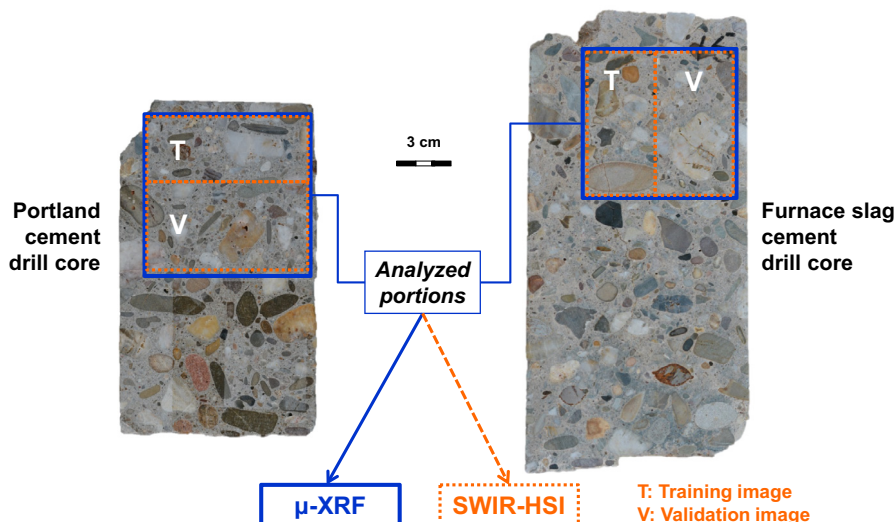 T
V
T
V
3 cm
Portland
cement
drill core
Furnace slag
cement
drill core
Analyzed
portions
μ-XRF
SWIR-HSI
T: Training image
V: Validation image